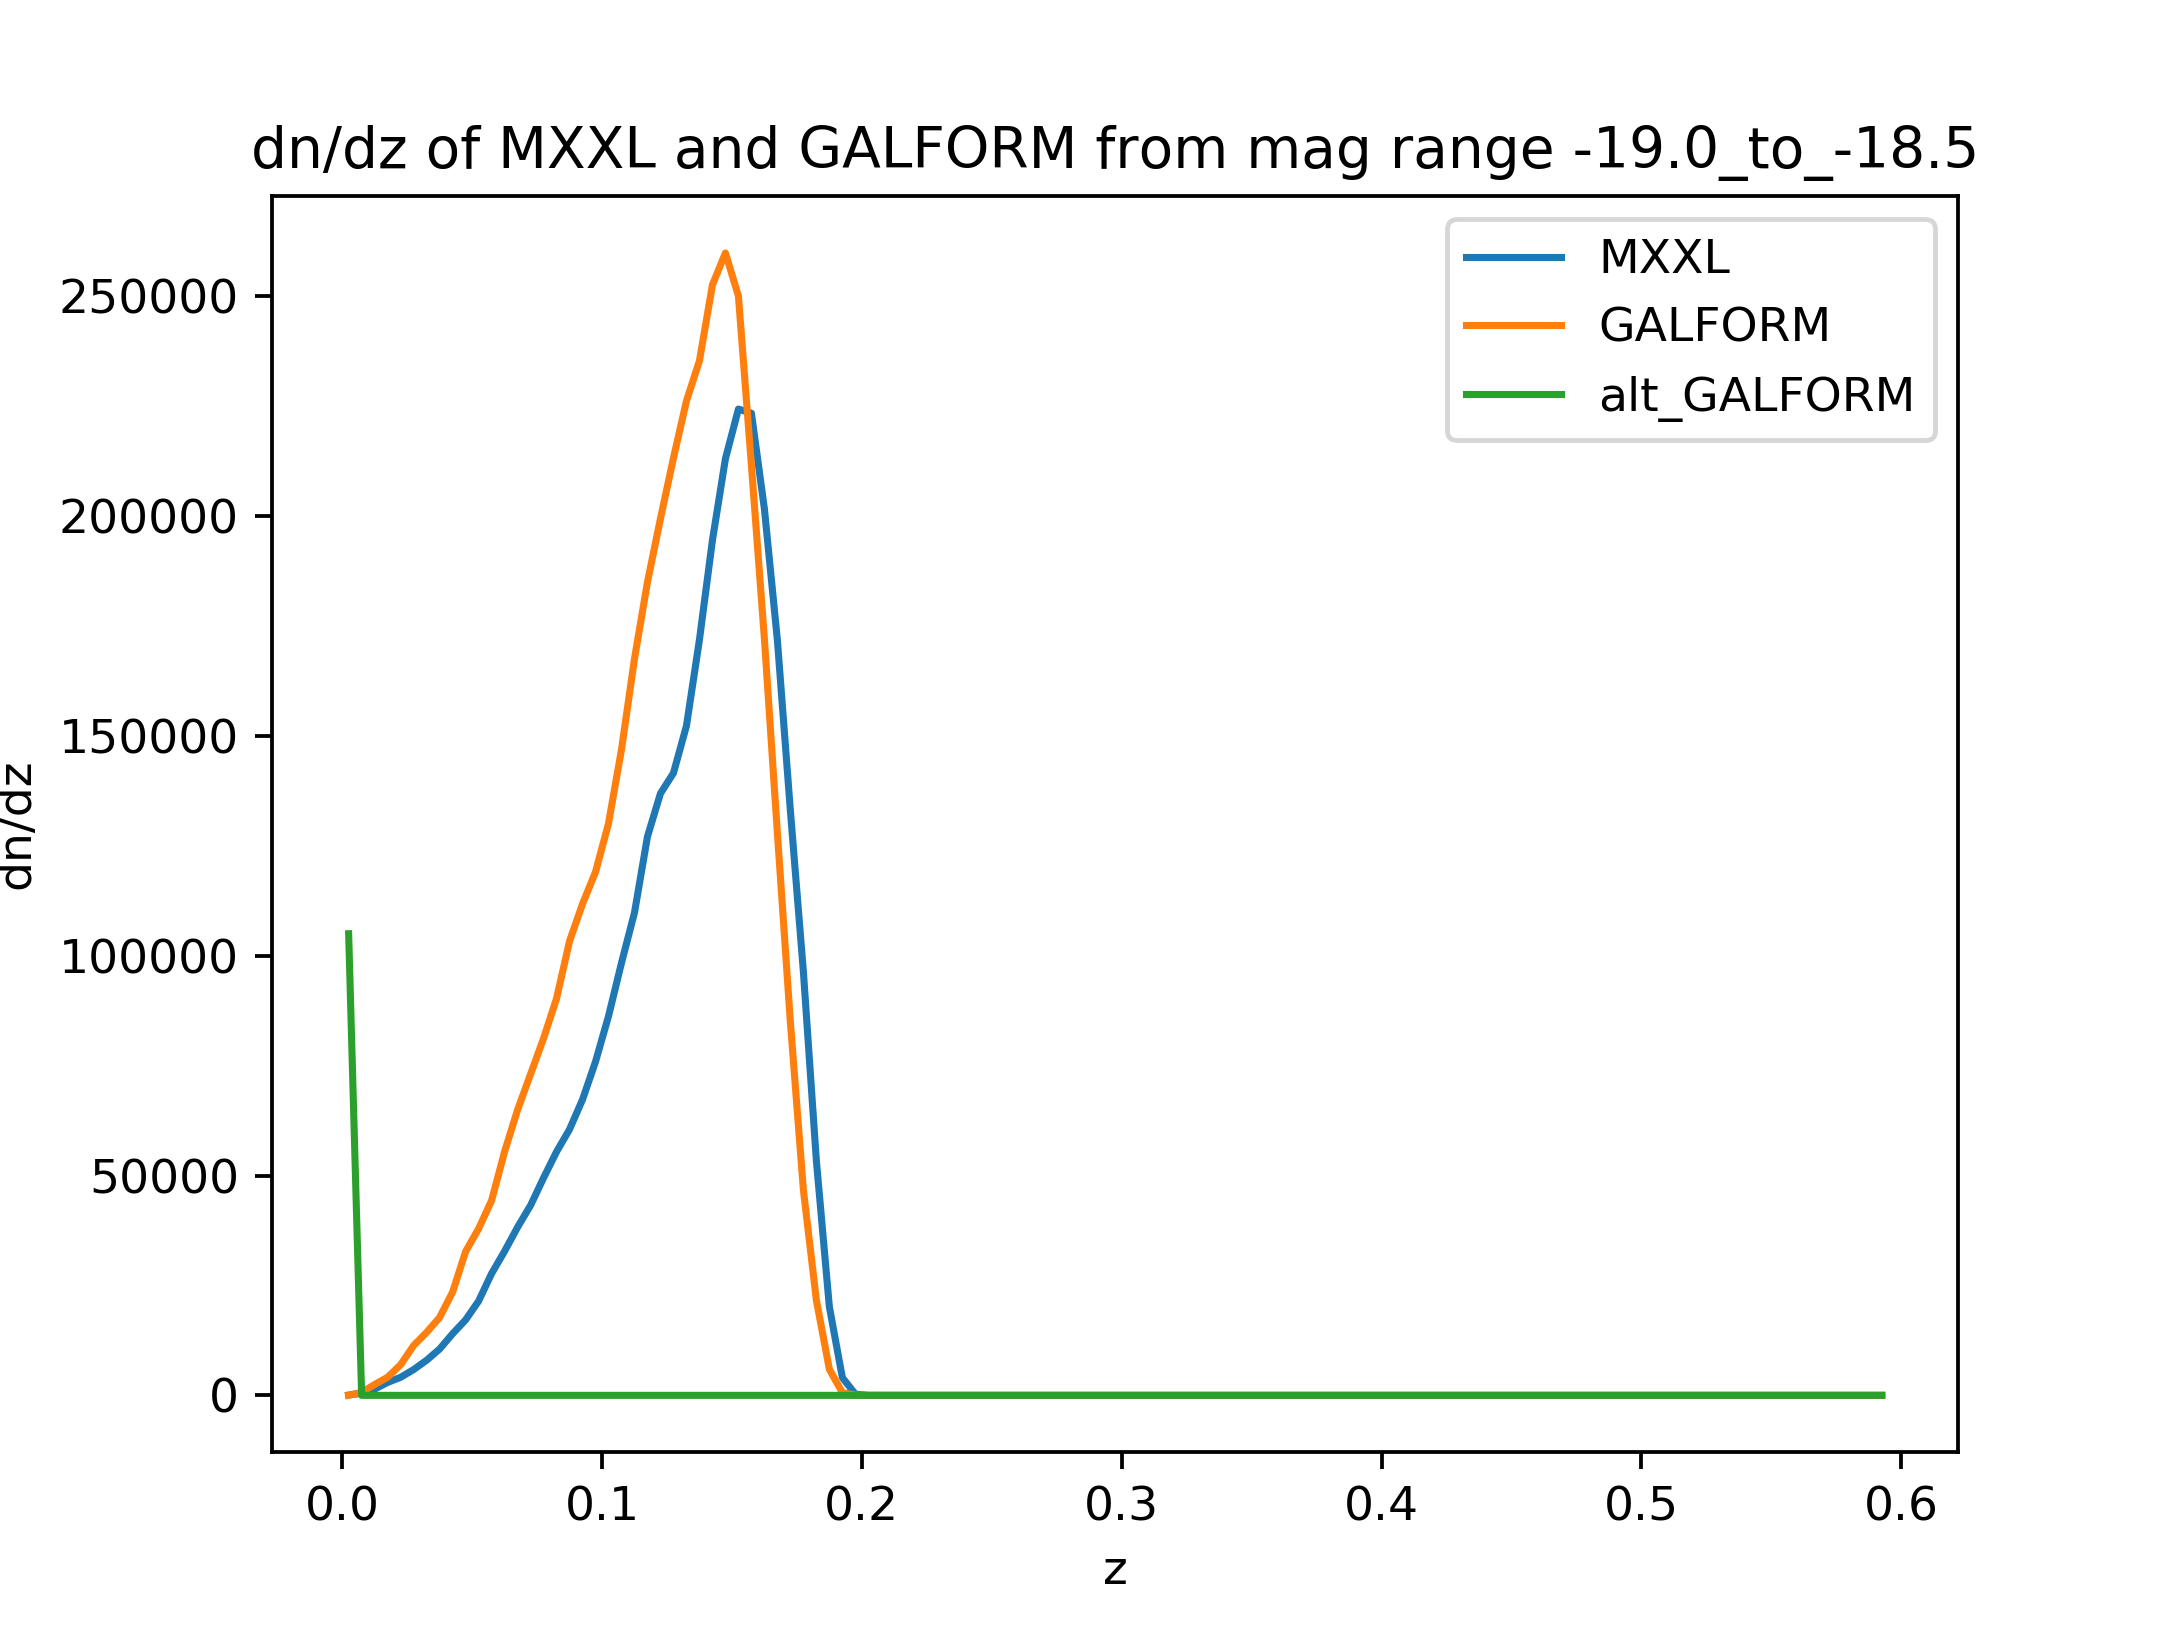 dn/dz of MXXL and GALFORM from mag range -19.0_to_-18.5
MXXL
GALFORM
alt_GALFORM
250000
200000
150000
100000
50000
0
dn/dz
0.0 0.1 0.2 0.3 0.4 0.5 0.6
z